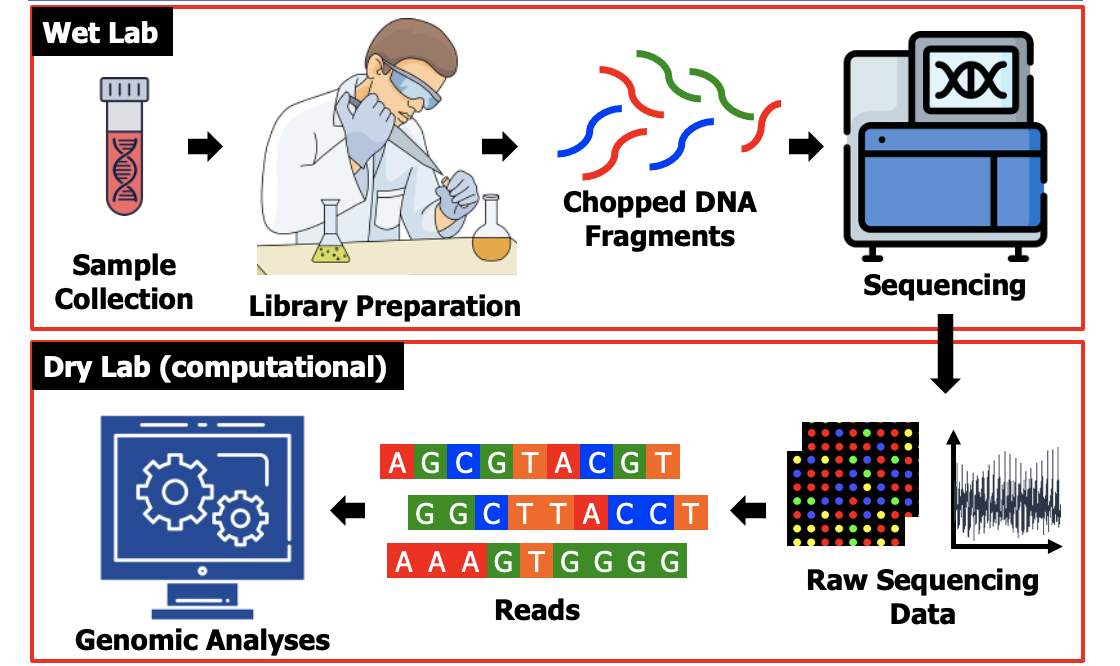 Wet Lab
Sample
Collection
Library Preparation
Chopped DNA
Fragments
Sequencing
Dry Lab (computational)
Genomic Analyses
A G C G T A C G T
G G C T T A C C T
A A A G T G G G G
Reads
Raw Sequencing
Data